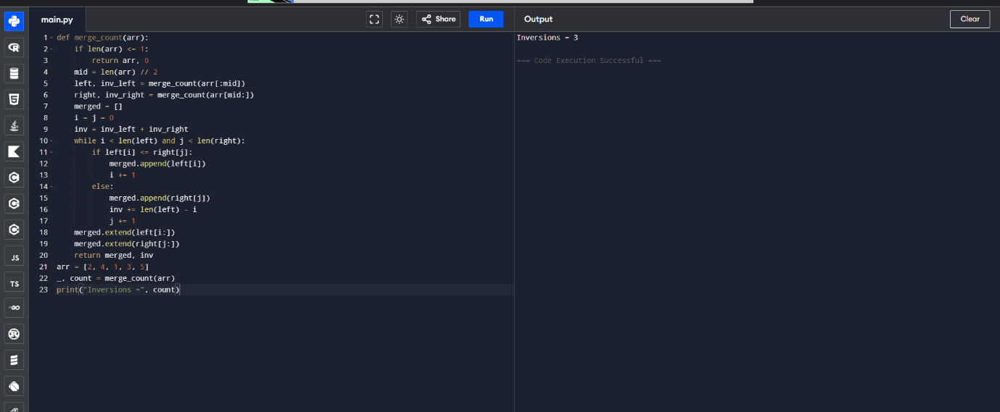 main.py
Share
Run
Output
Clear
1 def merge_count(arr):
2     if len(arr) <= 1:
3         return arr, 0
4     mid = len(arr) // 2
5     left, inv_left = merge_count(arr[:mid])
6     right, inv_right = merge_count(arr[mid:])
7     merged = []
8     i = j = 0
9     inv = inv_left + inv_right
10     while i < len(left) and j < len(right):
11         if left[i] <= right[j]:
12             merged.append(left[i])
13             i += 1
14         else:
15             merged.append(right[j])
16             inv += len(left) - i
17             j += 1
18     merged.extend(left[i:])
19     merged.extend(right[j:])
20     return merged, inv
21 arr = [2, 4, 1, 3, 5]
22 _, count = merge_count(arr)
23 print("Inversions =", count)
Inversions = 3
=== Code Execution Successful ===
JS
TS
GO